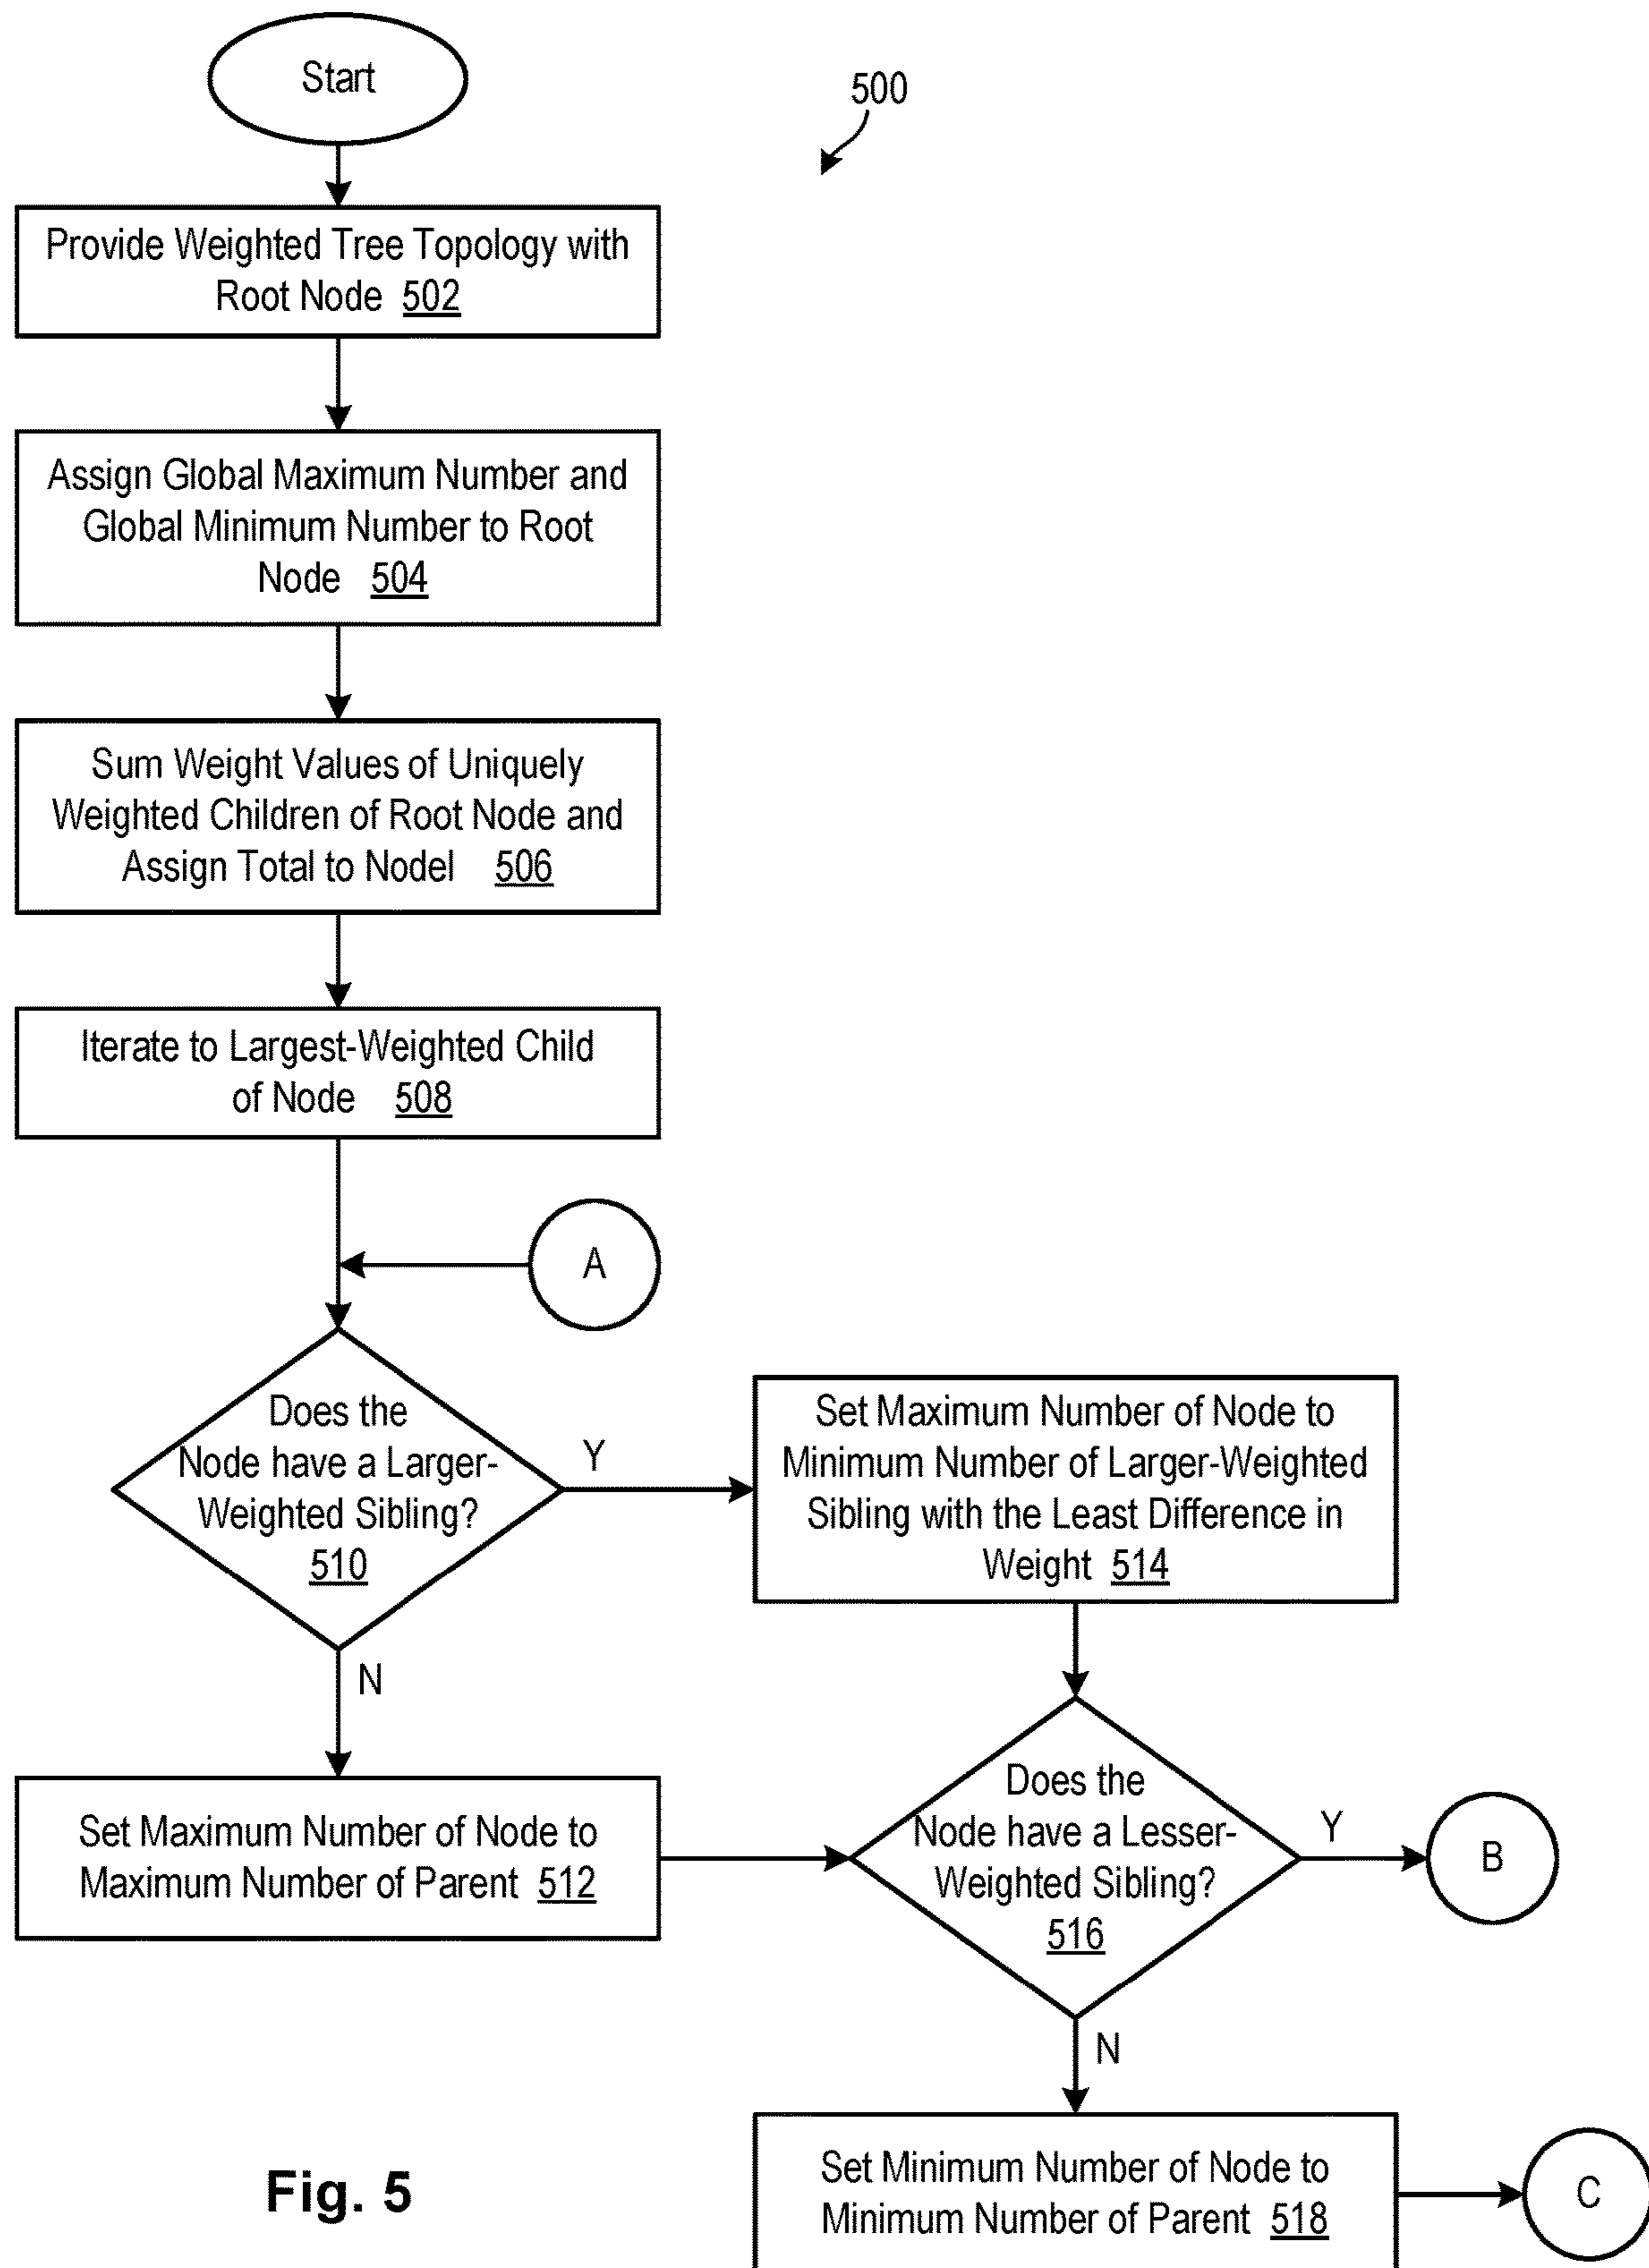 Start
500
Provide Weighted Tree Topology with
Root Node 502
Assign Global Maximum Number and
Global Minimum Number to Root
Node 504
Sum Weight Values of Uniquely
Weighted Children of Root Node and
Assign Total to Nodel 506
Iterate to Largest-Weighted Child
of Node 508
A
Does the
Node have a Larger-
Weighted Sibling?
510
Y
Set Maximum Number of Node to
Minimum Number of Larger-Weighted
Sibling with the Least Difference in
Weight 514
N
Set Maximum Number of Node to
Maximum Number of Parent 512
Does the
Node have a Lesser-
Weighted Sibling?
516
Y
B
N
Set Minimum Number of Node to
Minimum Number of Parent 518
C
Fig. 5